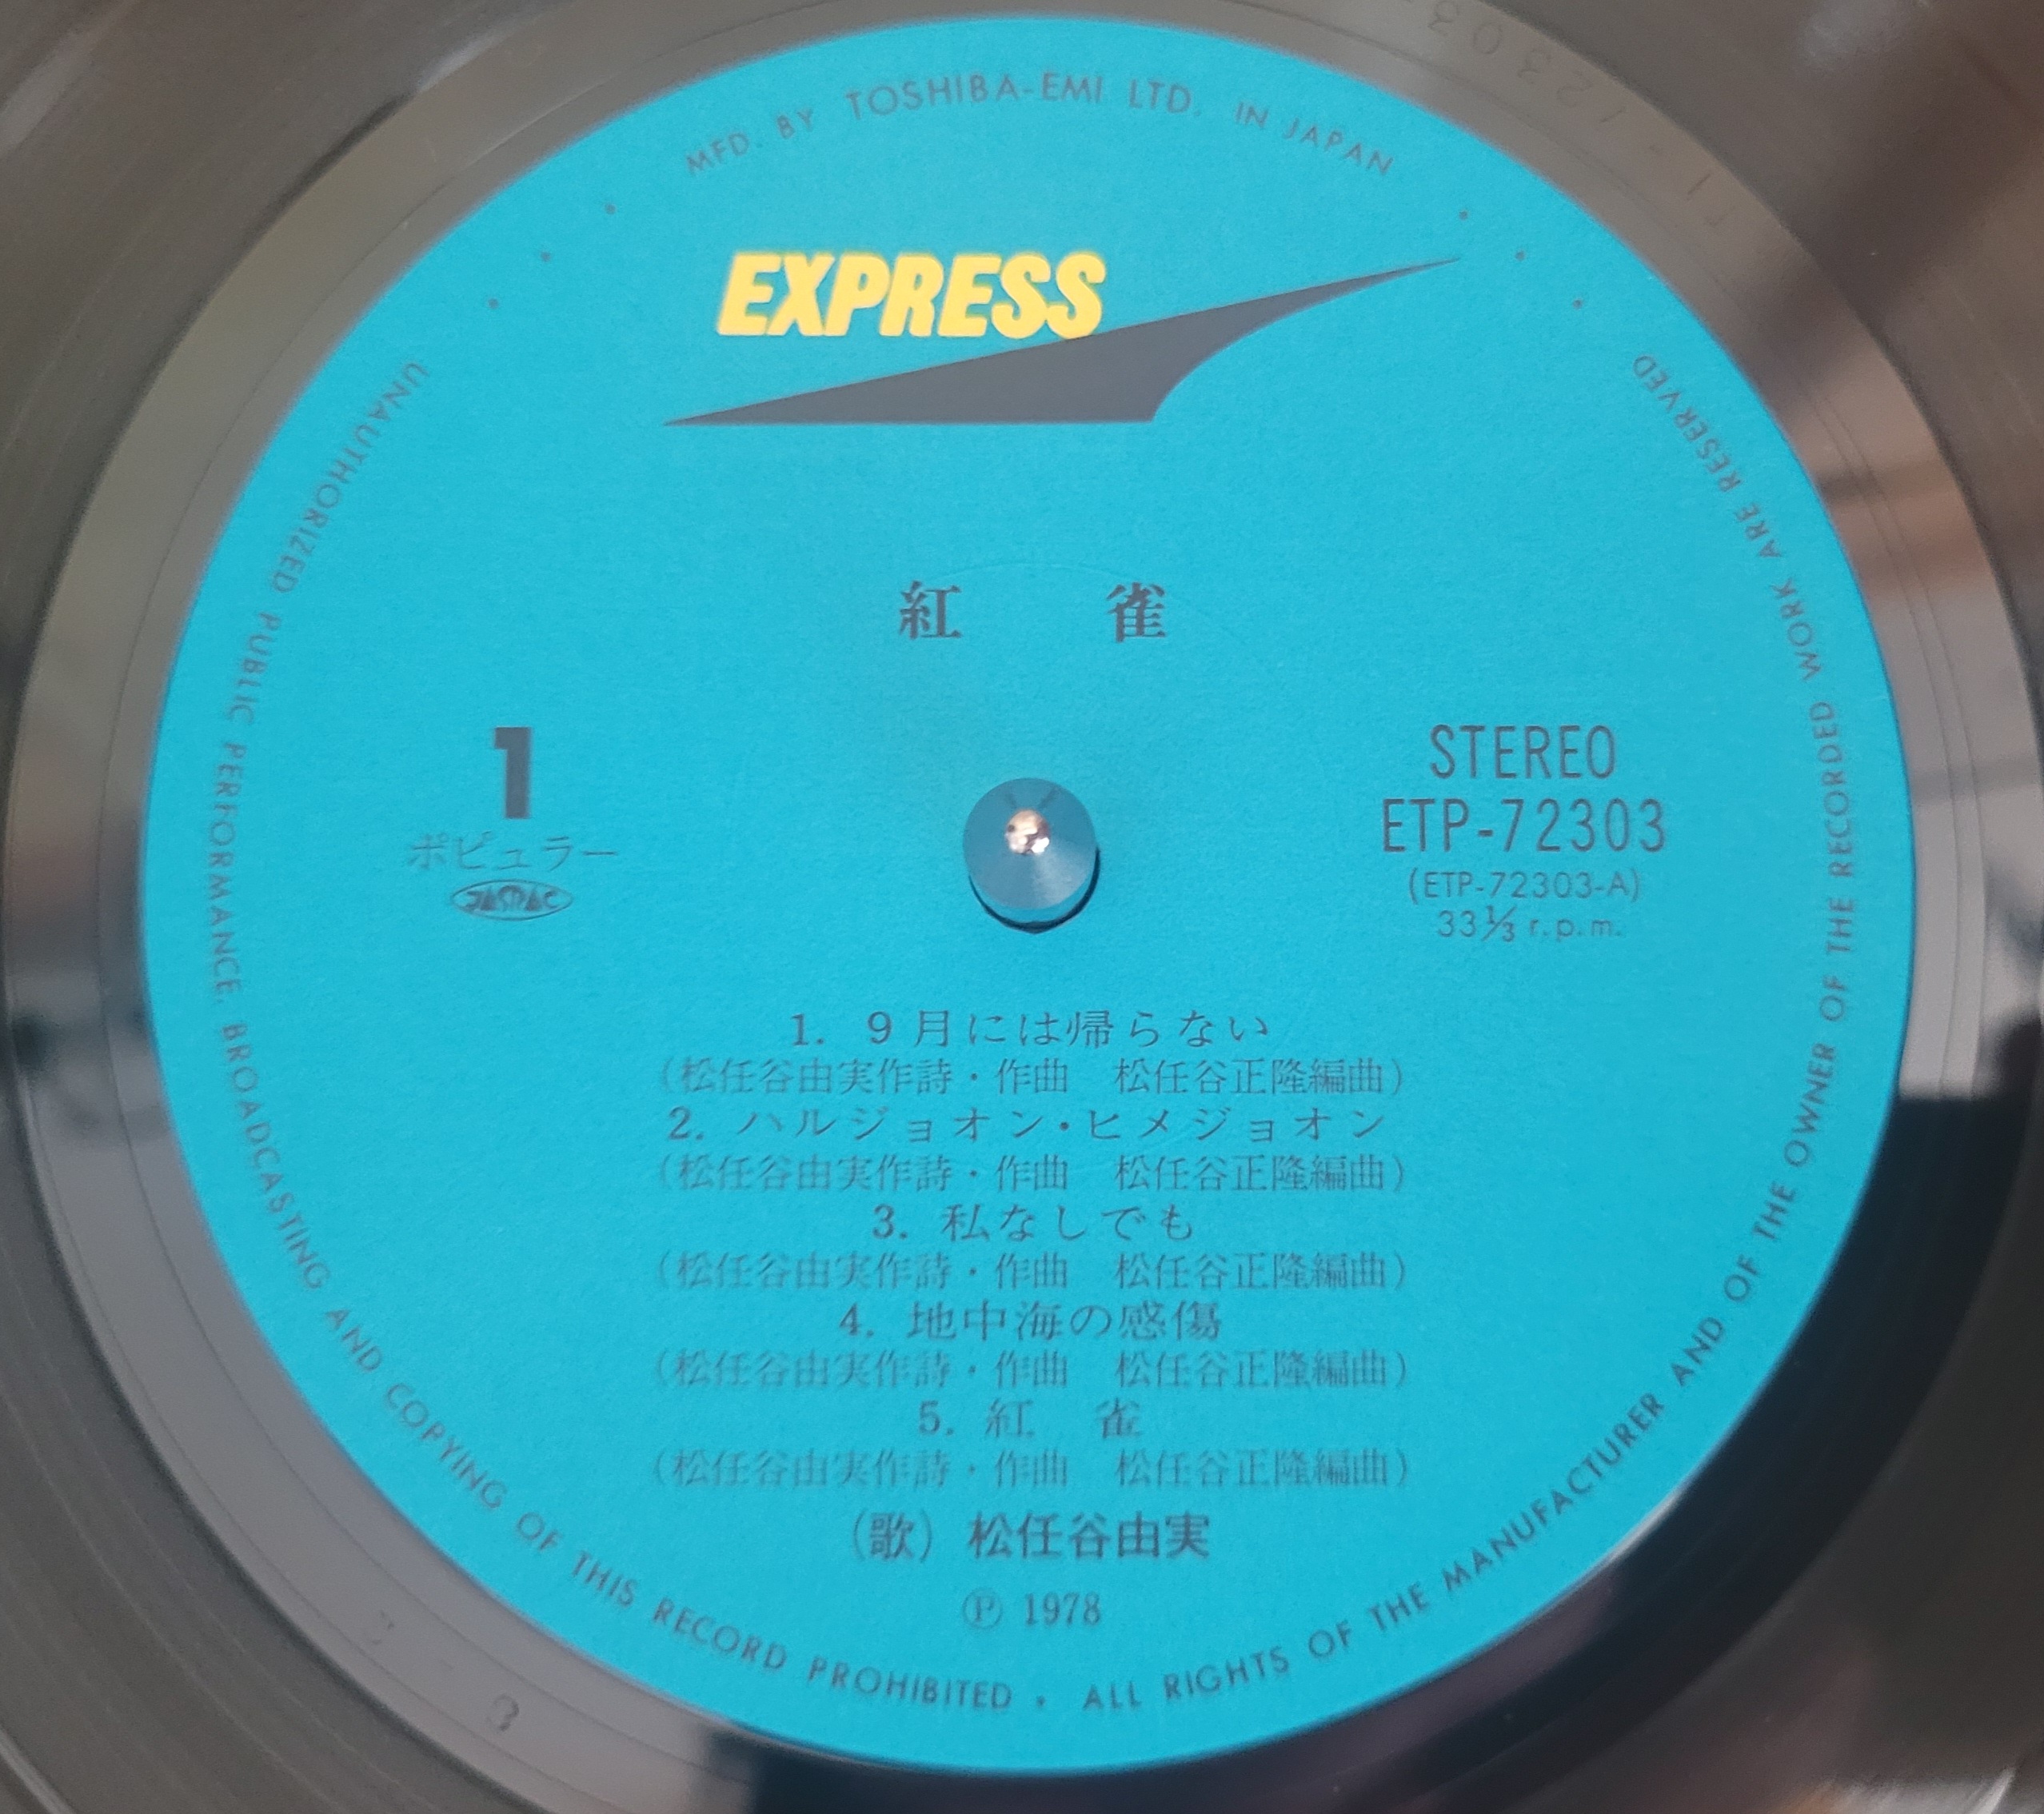 MFD. BY TOSHIBA-EMI LTD. IN JAPAN
EXPRESS
紅 雀
1
ポピュラー
JASRAC
STEREO
ETP-72303
(ETP-72303-A)
33⅓ r.p.m.
1. 9月には帰らない
(松任谷由実作詩・作曲 松任谷正隆編曲)
2. ハルジョオン・ヒメジョオン
(松任谷由実作詩・作曲 松任谷正隆編曲)
3. 私なしでも
(松任谷由実作詩・作曲 松任谷正隆編曲)
4. 地中海の感傷
(松任谷由実作詩・作曲 松任谷正隆編曲)
5. 紅 雀
(松任谷由実作詩・作曲 松任谷正隆編曲)
(歌) 松任谷由実
Ⓟ 1978
UNAUTHORIZED PUBLIC PERFORMANCE, BROADCASTING AND COPYING OF THIS RECORD PROHIBITED • ALL RIGHTS OF THE MANUFACTURER AND OF THE OWNER OF THE RECORDED WORK ARE RESERVED